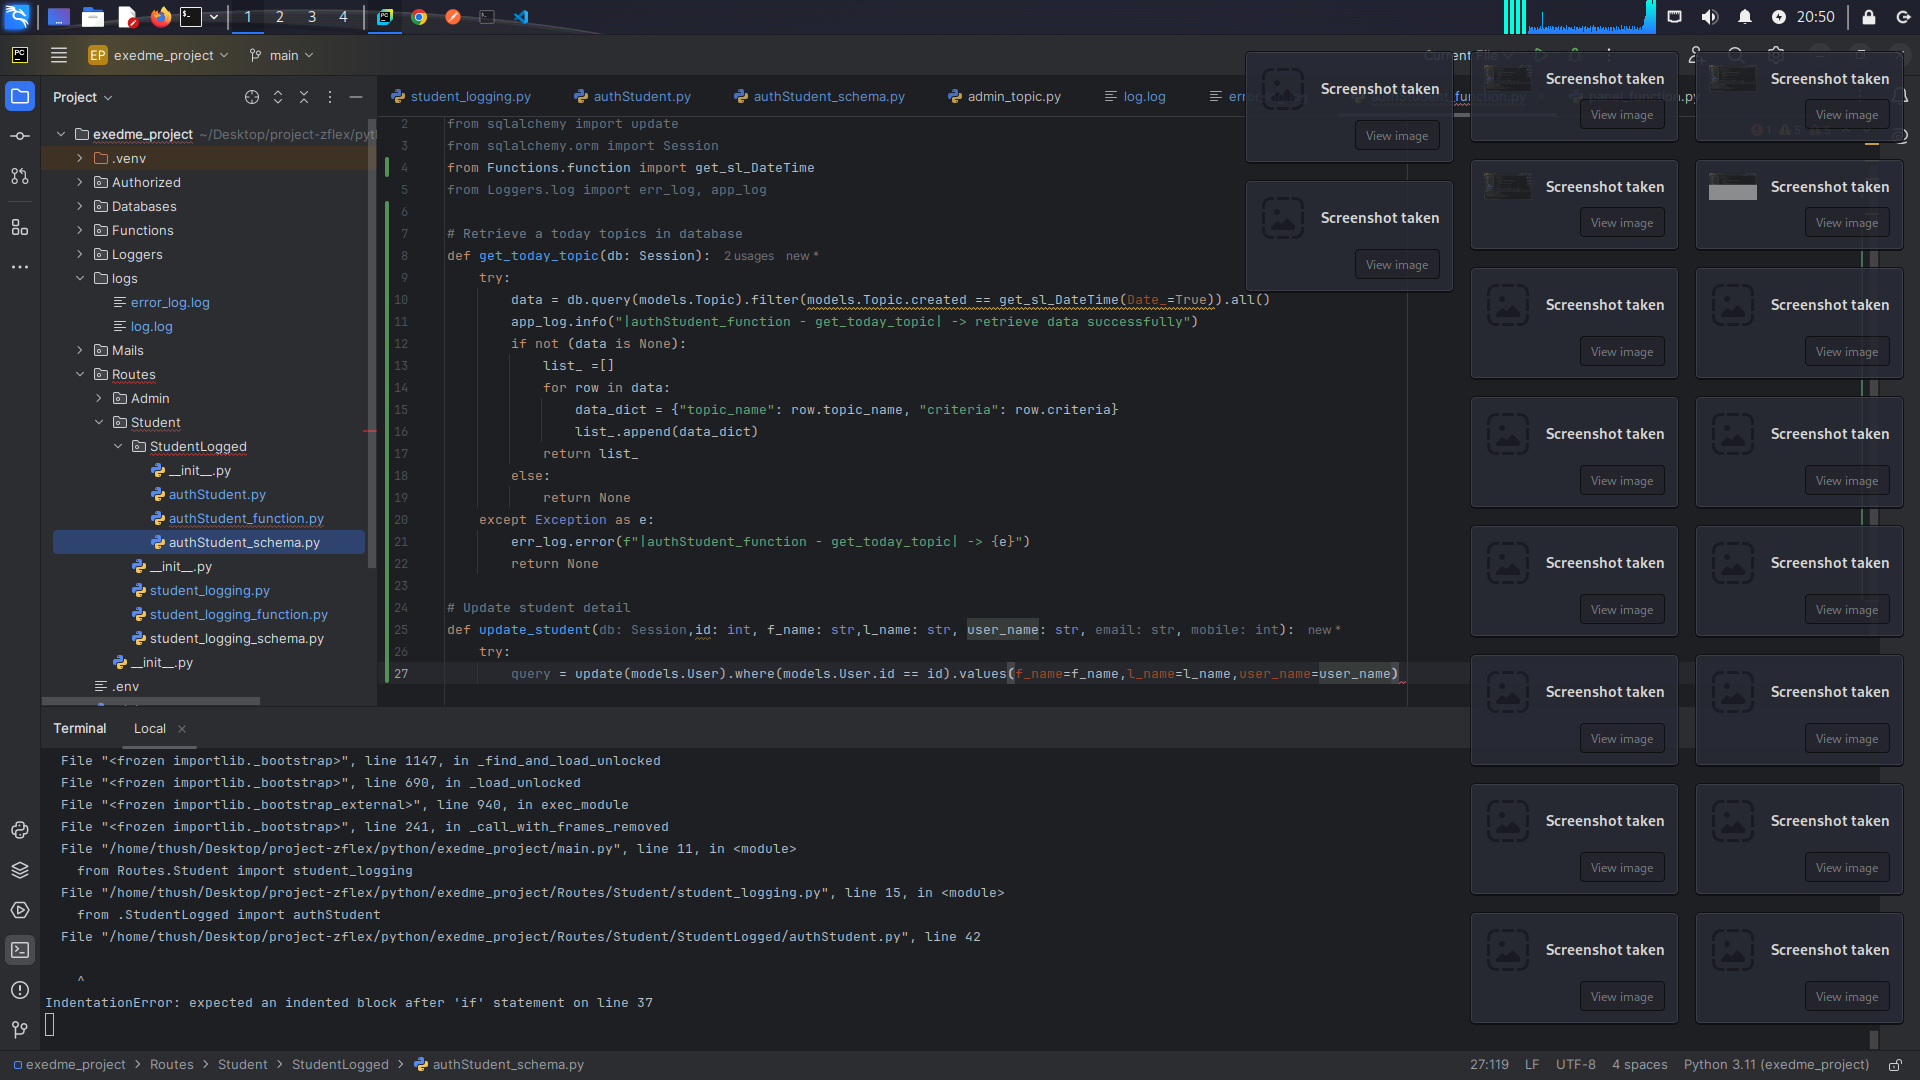 1 2 3 4 20:50
EP exedme_project main Current File
Project
student_logging.py authStudent.py authStudent_schema.py admin_topic.py log.log
exedme_project ~/Desktop/project-zflex/pyth
.venv
Authorized
Databases
Functions
Loggers
logs
error_log.log
log.log
Mails
Routes
Admin
Student
StudentLogged
__init__.py
authStudent.py
authStudent_function.py
authStudent_schema.py
__init__.py
student_logging.py
student_logging_function.py
student_logging_schema.py
__init__.py
.env
2 from sqlalchemy import update
3 from sqlalchemy.orm import Session
4 from Functions.function import get_sl_DateTime
5 from Loggers.log import err_log, app_log
6
7 # Retrieve a today topics in database
8 def get_today_topic(db: Session): 2 usages new *
9 try:
10 data = db.query(models.Topic).filter(models.Topic.created == get_sl_DateTime(Date_=True)).all()
11 app_log.info("|authStudent_function - get_today_topic| -> retrieve data successfully")
12 if not (data is None):
13 list_ =[]
14 for row in data:
15 data_dict = {"topic_name": row.topic_name, "criteria": row.criteria}
16 list_.append(data_dict)
17 return list_
18 else:
19 return None
20 except Exception as e:
21 err_log.error(f"|authStudent_function - get_today_topic| -> {e}")
22 return None
23
24 # Update student detail
25 def update_student(db: Session,id: int, f_name: str,l_name: str, user_name: str, email: str, mobile: int): new *
26 try:
27 query = update(models.User).where(models.User.id == id).values(f_name=f_name,l_name=l_name,user_name=user_name)
Screenshot taken
View image
Screenshot taken
View image
Screenshot taken
View image
Screenshot taken
View image
Screenshot taken
View image
Screenshot taken
View image
Screenshot taken
View image
Screenshot taken
View image
Screenshot taken
View image
Screenshot taken
View image
Screenshot taken
View image
Screenshot taken
View image
Screenshot taken
View image
Screenshot taken
View image
Screenshot taken
View image
Screenshot taken
View image
Screenshot taken
View image
Screenshot taken
View image
Terminal Local
File "<frozen importlib._bootstrap>", line 1147, in _find_and_load_unlocked
File "<frozen importlib._bootstrap>", line 690, in _load_unlocked
File "<frozen importlib._bootstrap_external>", line 940, in exec_module
File "<frozen importlib._bootstrap>", line 241, in _call_with_frames_removed
File "/home/thush/Desktop/project-zflex/python/exedme_project/main.py", line 11, in <module>
from Routes.Student import student_logging
File "/home/thush/Desktop/project-zflex/python/exedme_project/Routes/Student/student_logging.py", line 15, in <module>
from .StudentLogged import authStudent
File "/home/thush/Desktop/project-zflex/python/exedme_project/Routes/Student/StudentLogged/authStudent.py", line 42
^
IndentationError: expected an indented block after 'if' statement on line 37
exedme_project > Routes > Student > StudentLogged > authStudent_schema.py 27:119 LF UTF-8 4 spaces Python 3.11 (exedme_project)